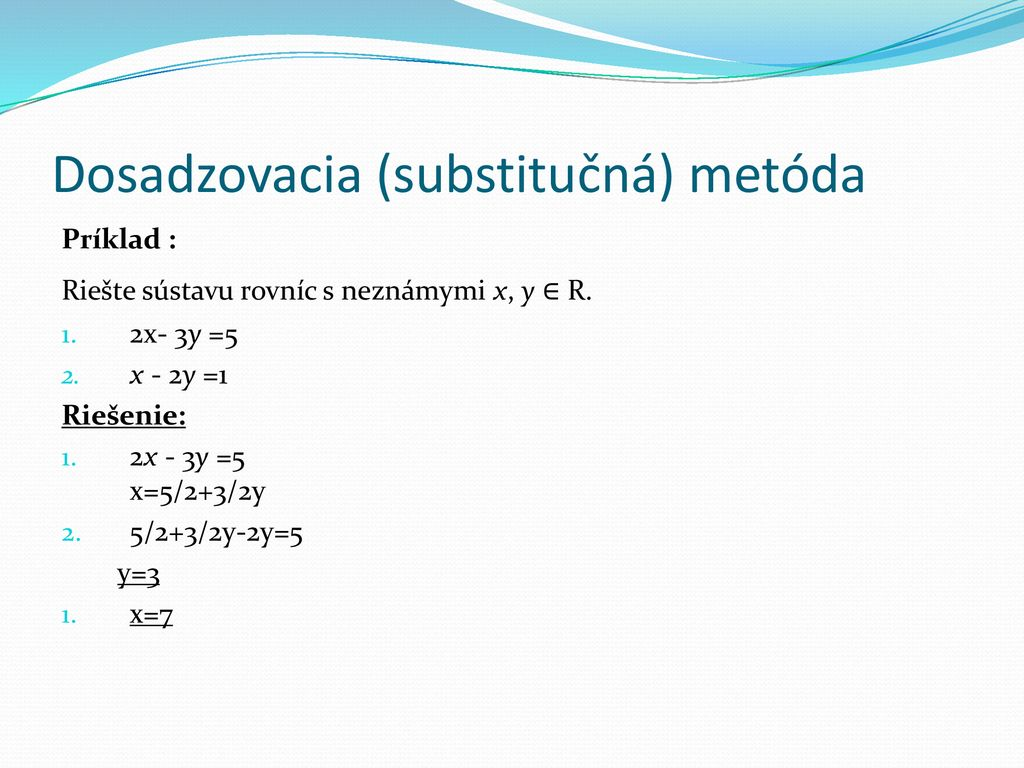 Dosadzovacia (substitučná) metóda
Príklad :
Riešte sústavu rovníc s neznámymi x, y ∈ R.
1. 2x- 3y =5
2. x - 2y =1
Riešenie:
1. 2x - 3y =5
x=5/2+3/2y
2. 5/2+3/2y-2y=5
y=3
1. x=7